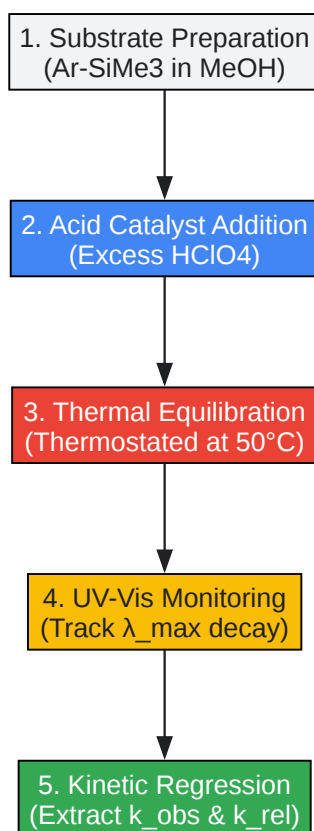 1. Substrate Preparation
(Ar-SiMe3 in MeOH)
2. Acid Catalyst Addition
(Excess HClO4)
3. Thermal Equilibration
(Thermostated at 50°C)
4. UV-Vis Monitoring
(Track λ_max decay)
5. Kinetic Regression
(Extract k_obs & k_rel)